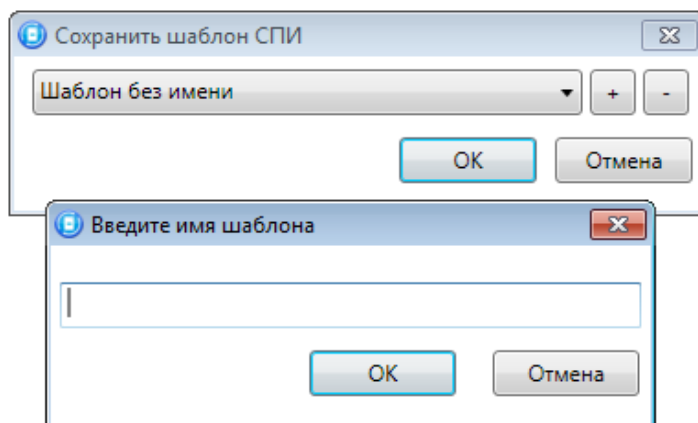 Сохранить шаблон СПИ
Шаблон без имени
+ -
OK Отмена
Введите имя шаблона
OK Отмена